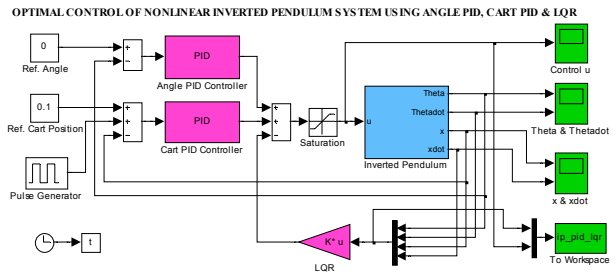 OPTIMAL CONTROL OF NONLINEAR INVERTED PENDULUM SYSTEM USING ANGLE PID, CART PID & LQR
0
Ref. Angle
+
-
PID
Angle PID Controller
Control u
0.1
Ref. Cart Position
+
+
-
PID
Cart PID Controller
+
+
-
Saturation
u
Theta
Thetadot
x
xdot
Inverted Pendulum
Theta & Thetadot
Pulse Generator
x & xdot
t
K* u
LQR
ip_pid_lqr
To Workspace